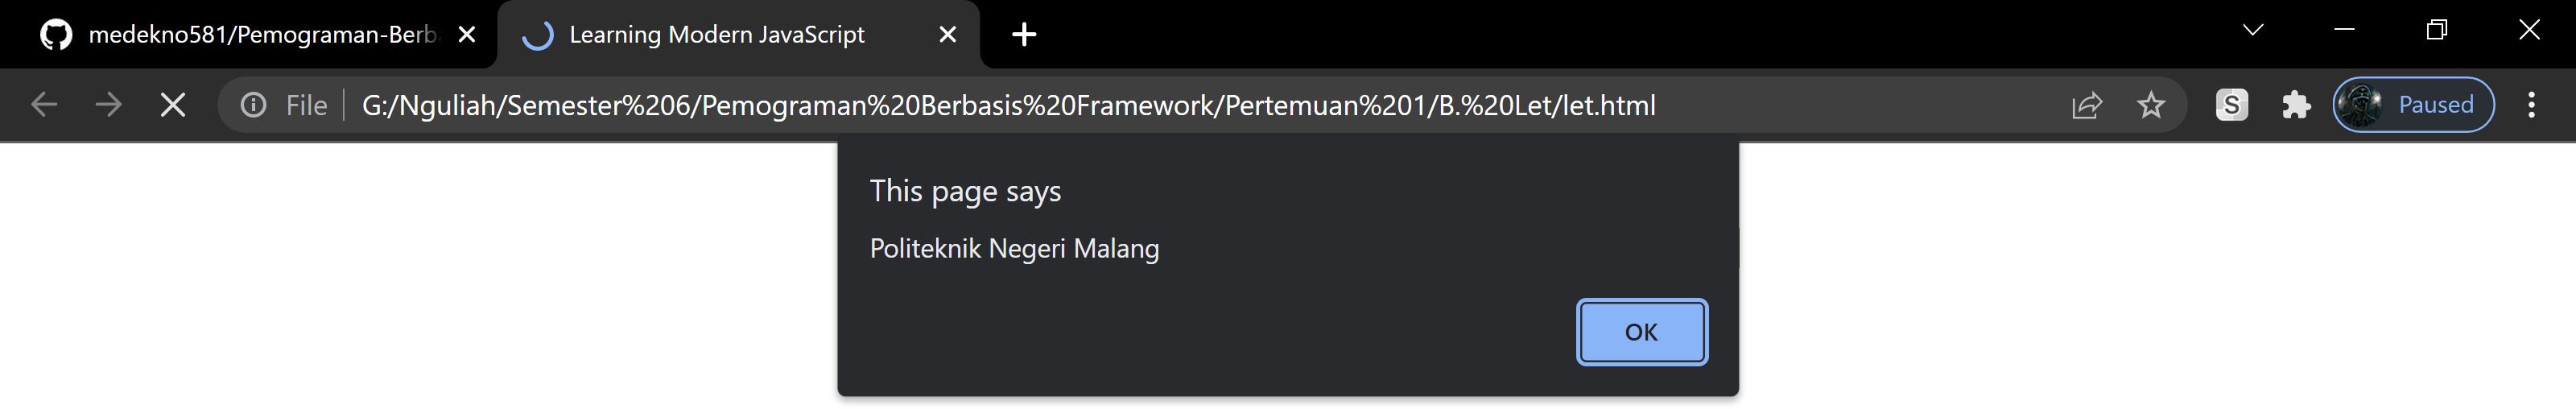 medekno581/Pemograman-Berb
Learning Modern JavaScript
File
G:/Nguliah/Semester%206/Pemograman%20Berbasis%20Framework/Pertemuan%201/B.%20Let/let.html
S
Paused
This page says
Politeknik Negeri Malang
OK